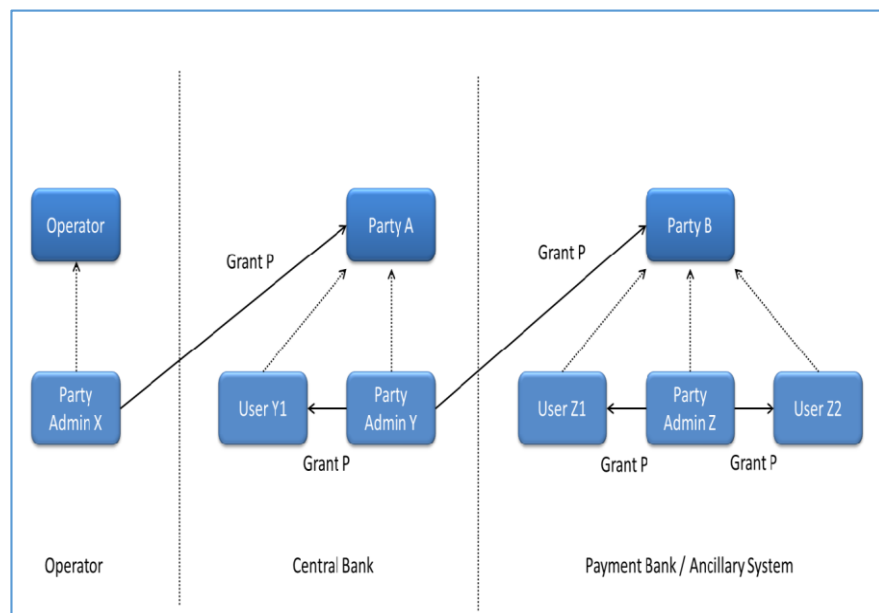 Operator
Party A
Party B
Grant P
Grant P
Party
Admin X
User Y1
Party
Admin Y
User Z1
Party
Admin Z
User Z2
Grant P
Grant P
Grant P
Operator
Central Bank
Payment Bank / Ancillary System